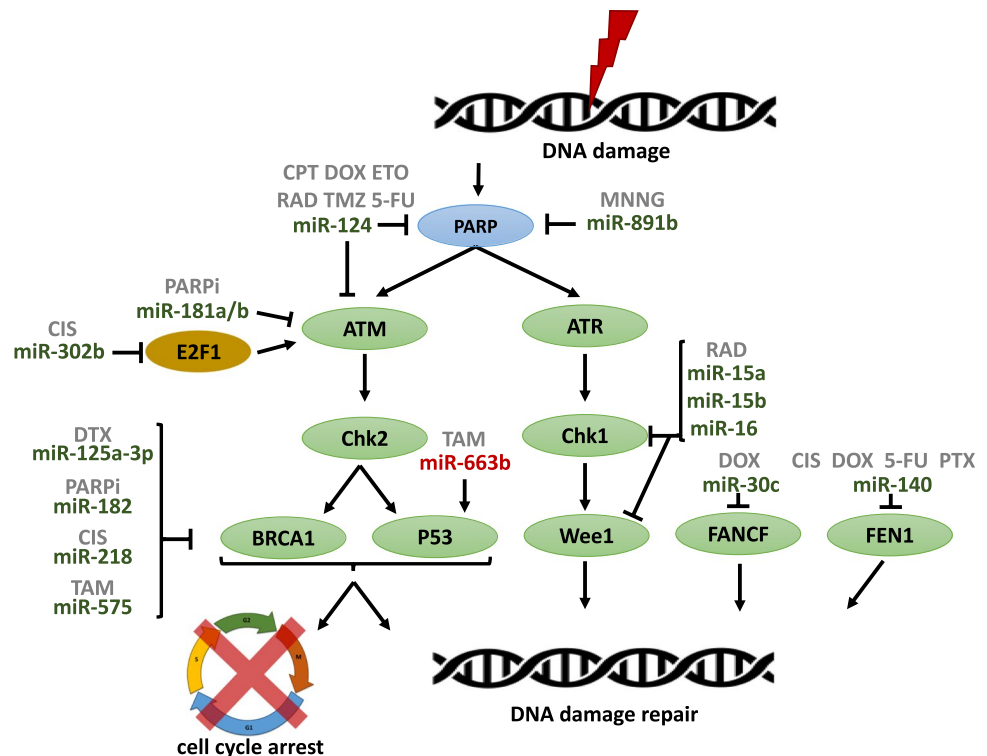 DNA damage
CPT DOX ETO
RAD TMZ 5-FU
miR-124
PARP
MNNG
miR-891b
PARPi
miR-181a/b
ATM
ATR
CIS
miR-302b
E2F1
RAD
miR-15a
miR-15b
miR-16
Chk2
TAM
miR-663b
Chk1
DTX
miR-125a-3p
PARPi
miR-182
CIS
miR-218
TAM
miR-575
DOX
miR-30c
CIS DOX 5-FU PTX
miR-140
BRCA1
P53
Wee1
FANCF
FEN1
G2
S
M
G1
cell cycle arrest
DNA damage repair